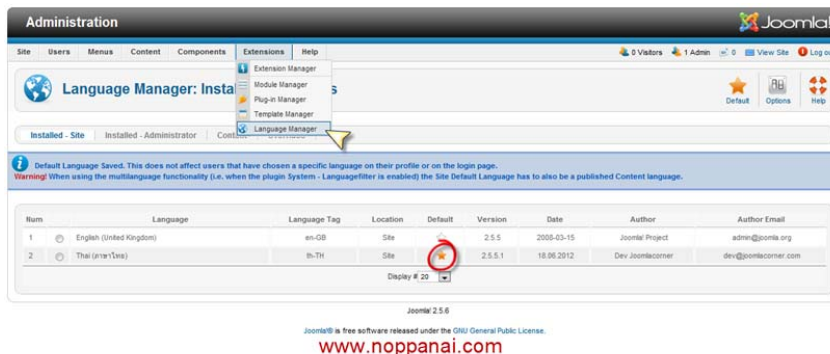 Administration
Joomla!
Site Users Menus Content Components Extensions Help
0 Visitors 1 Admin 0 View Site Log ou
Extension Manager
Module Manager
Plug-in Manager
Template Manager
Language Manager
Language Manager: Instal s
Default Options Help
Installed - Site Installed - Administrator Cont
Default Language Saved. This does not affect users that have chosen a specific language on their profile or on the login page.
Warning! When using the multilanguage functionality (i.e. when the plugin System - Languagefilter is enabled) the Site Default Language has to also be a published Content language.
Num Language Language Tag Location Default Version Date Author Author Email
1 English (United Kingdom) en-GB Site 2.5.5 2008-03-15 Joomla! Project admin@joomla.org
2 Thai (ภาษาไทย) th-TH Site 2.5.5.1 18.06.2012 Dev Joomlacorner dev@joomlacorner.com
Display # 20
Joomla! 2.5.6
Joomla!® is free software released under the GNU General Public License.
www.noppanai.com